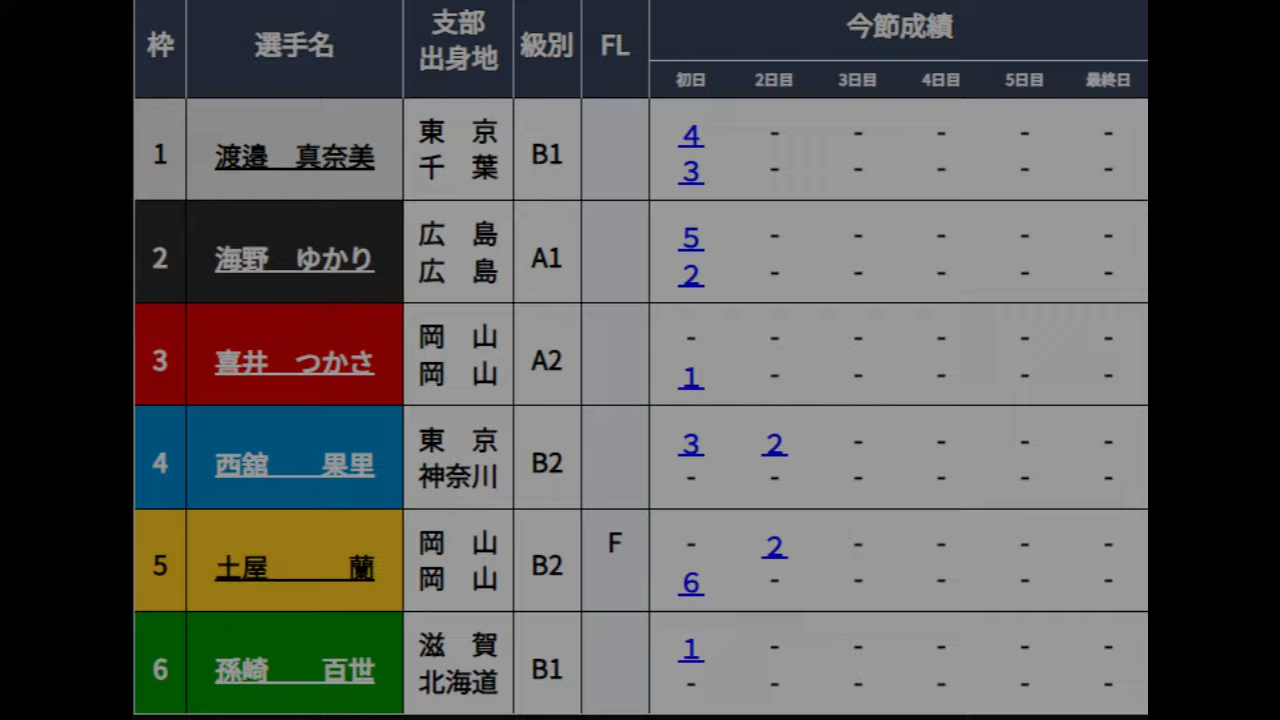 枠 選手名 支部 出身地 級別 FL 今節成績
初日 2日目 3日目 4日目 5日目 最終日
1 渡邉 真奈美 東 京 B1 4 - - - - -
千 葉 3 - - - - -
2 海野 ゆかり 広 島 A1 5 - - - - -
広 島 2 - - - - -
3 喜井 つかさ 岡 山 A2 - - - - - -
岡 山 1 - - - - -
4 西舘 果里 東 京 B2 3 2 - - - -
神奈川 - - - - - -
5 土屋 蘭 岡 山 B2 F - 2 - - - -
岡 山 6 - - - - -
6 孫崎 百世 滋 賀 B1 1 - - - - -
北海道 - - - - - -